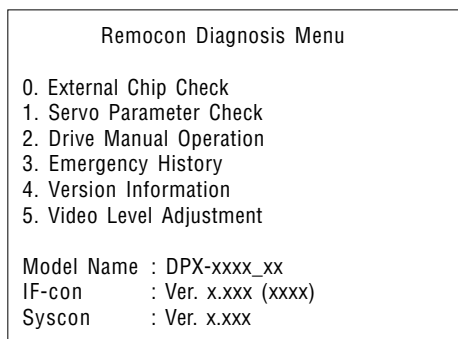 Remocon Diagnosis Menu
0. External Chip Check
1. Servo Parameter Check
2. Drive Manual Operation
3. Emergency History
4. Version Information
5. Video Level Adjustment
Model Name : DPX-xxxx_xx
IF-con : Ver. x.xxx (xxxx)
Syscon : Ver. x.xxx